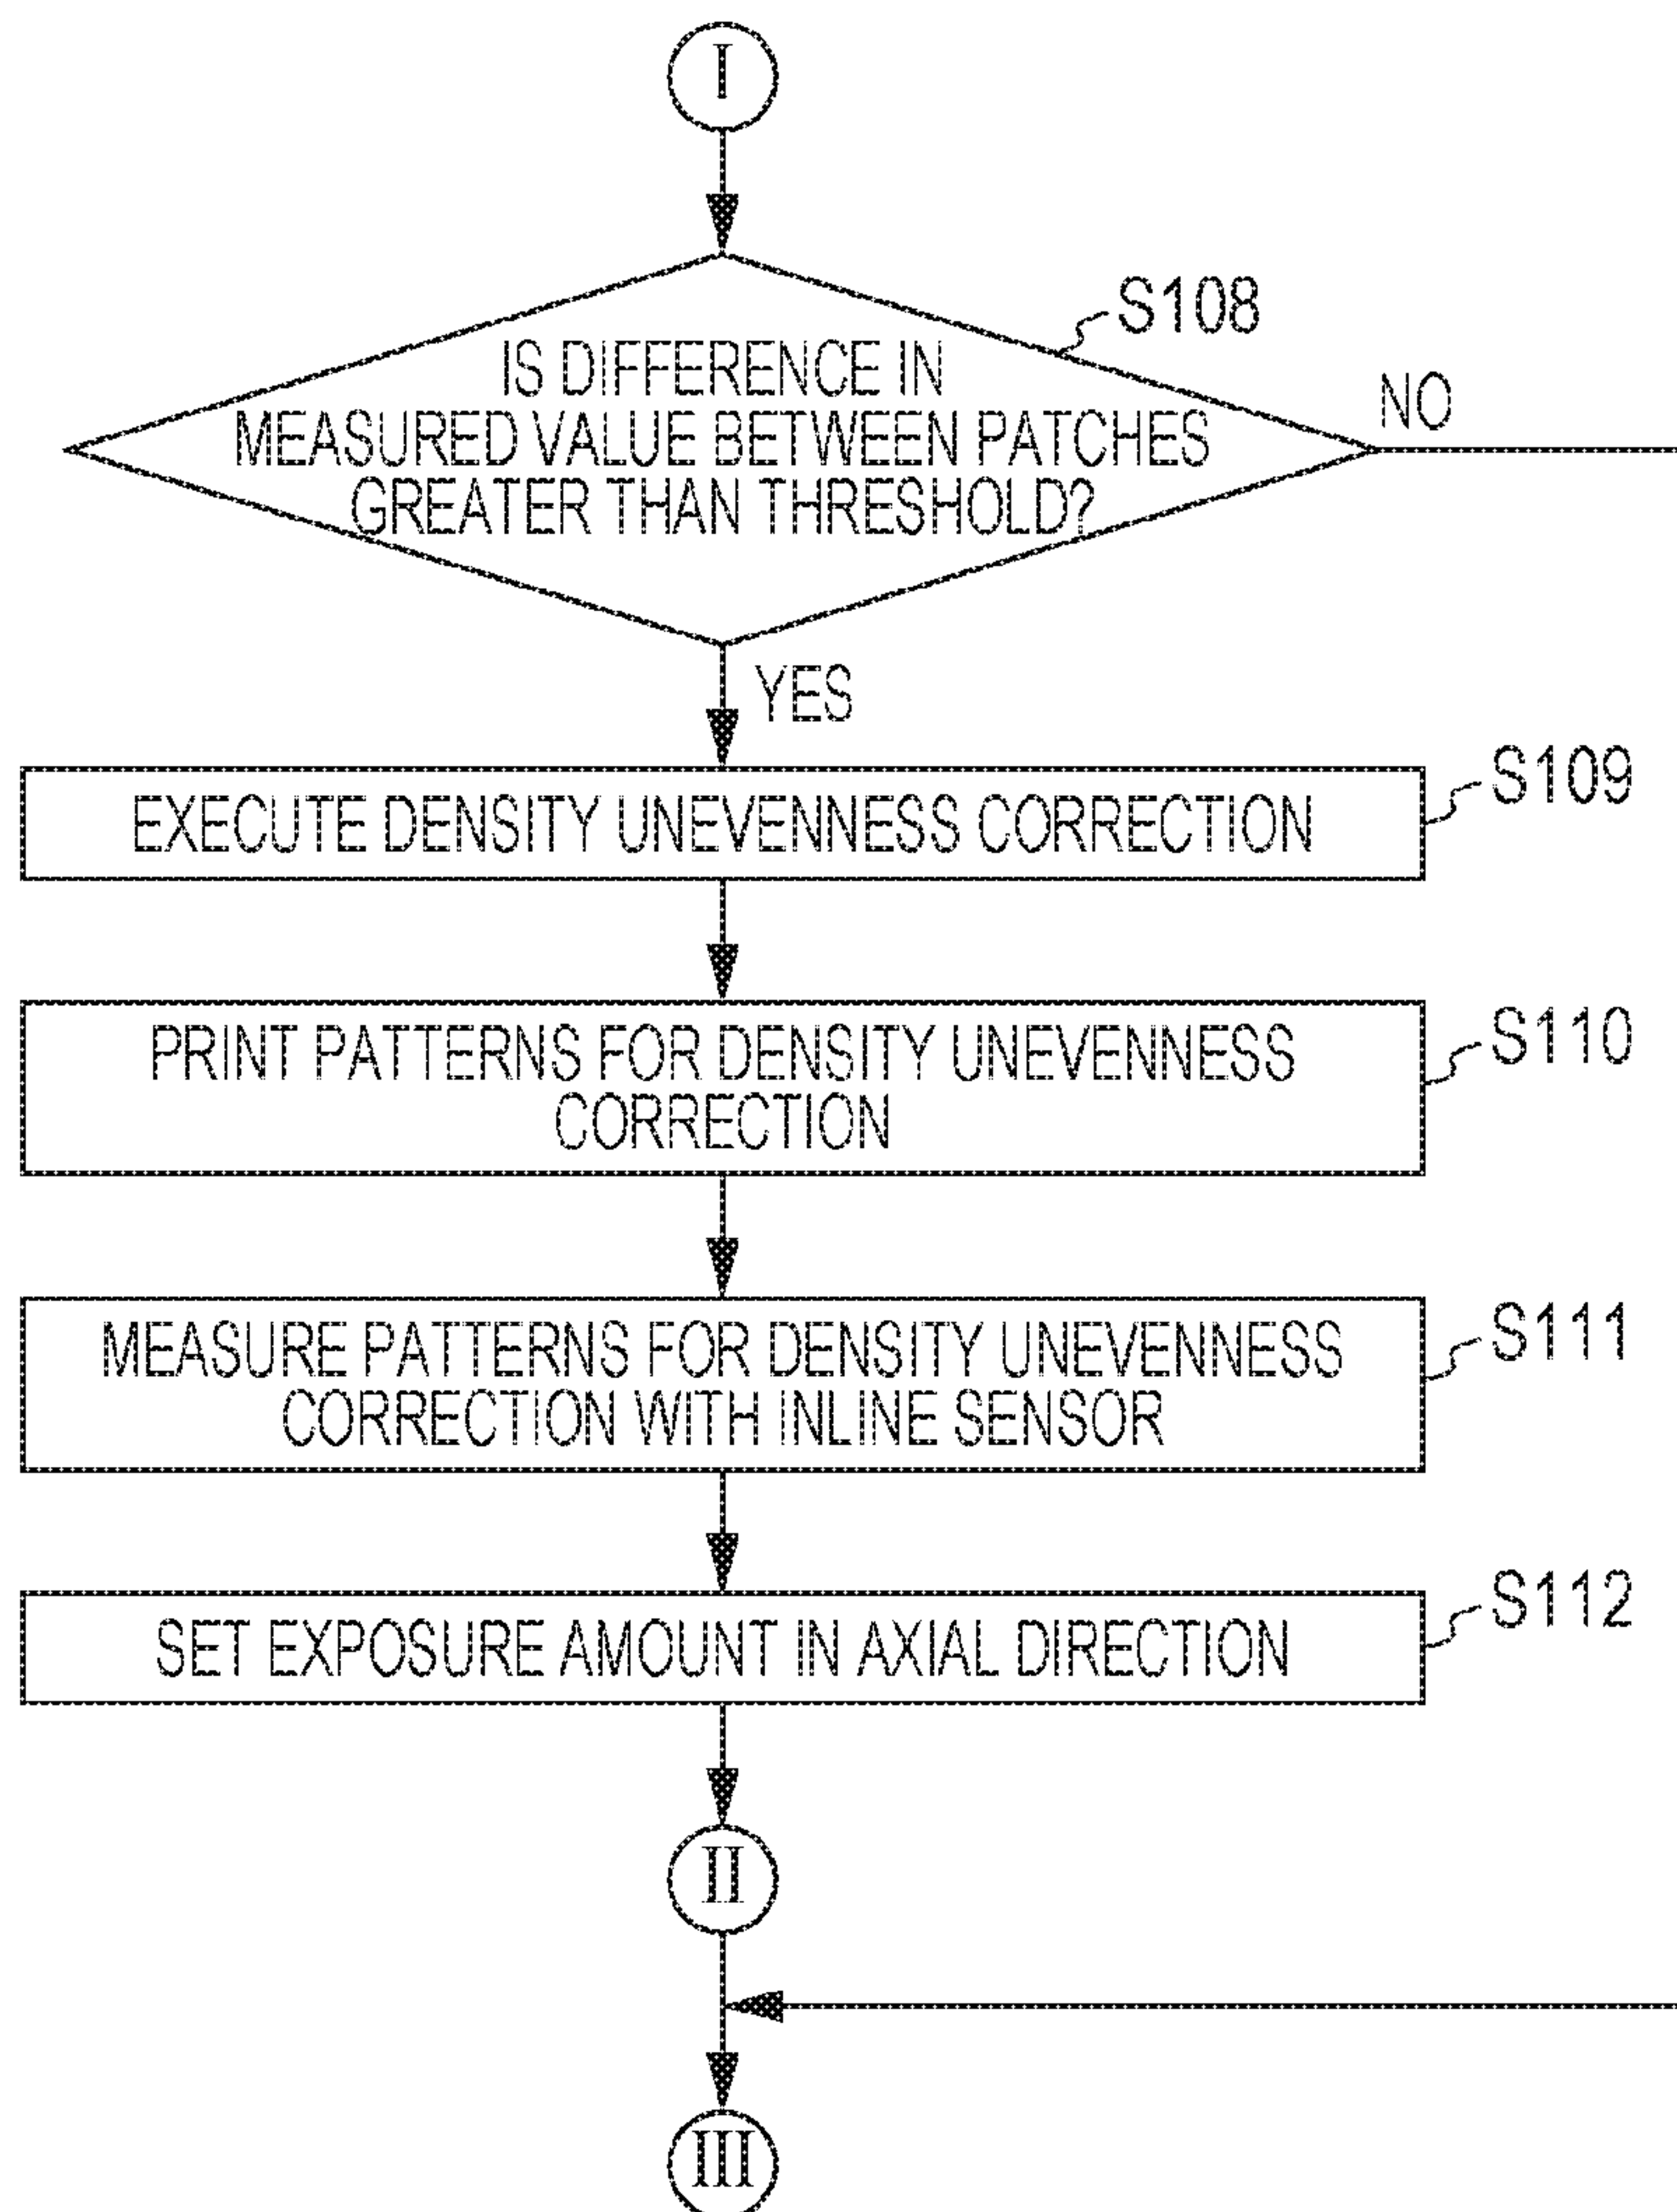 I
S108
IS DIFFERENCE IN
MEASURED VALUE BETWEEN PATCHES
GREATER THAN THRESHOLD?
NO
YES
S109
EXECUTE DENSITY UNEVENNESS CORRECTION
S110
PRINT PATTERNS FOR DENSITY UNEVENNESS
CORRECTION
S111
MEASURE PATTERNS FOR DENSITY UNEVENNESS
CORRECTION WITH INLINE SENSOR
S112
SET EXPOSURE AMOUNT IN AXIAL DIRECTION
II
III